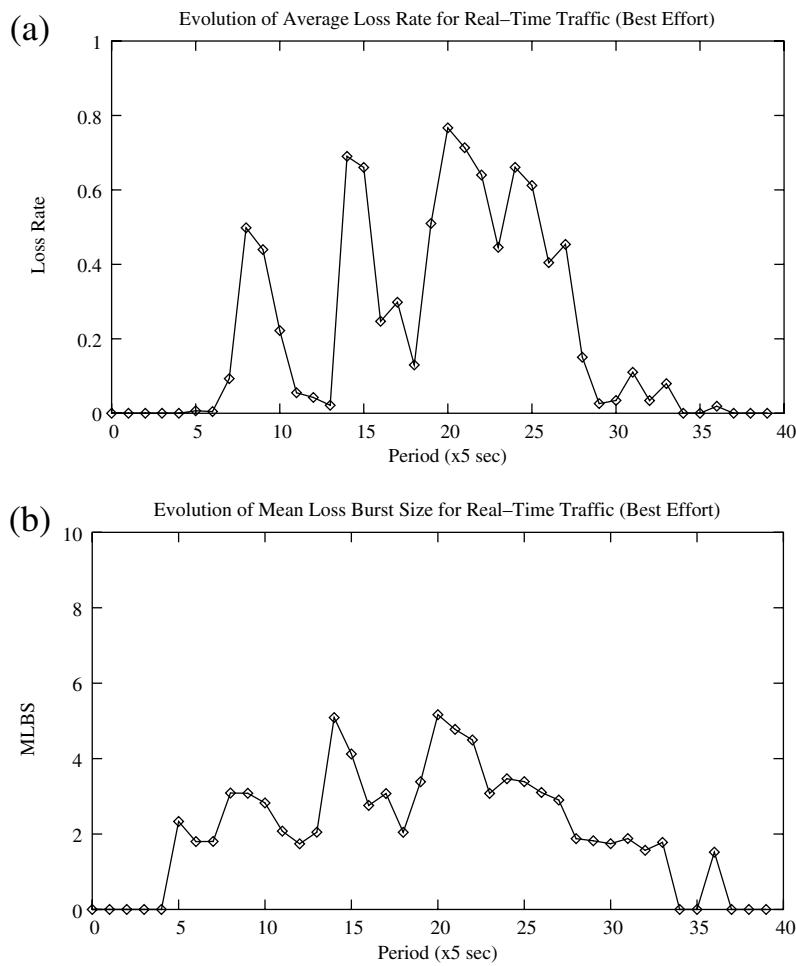 (a)
Evolution of Average Loss Rate for Real–Time Traffic (Best Effort)
1
0.8
0.6
0.4
0.2
0
Loss Rate
0 5 10 15 20 25 30 35 40
Period (x5 sec)
(b)
Evolution of Mean Loss Burst Size for Real–Time Traffic (Best Effort)
10
8
6
4
2
0
MLBS
0 5 10 15 20 25 30 35 40
Period (x5 sec)